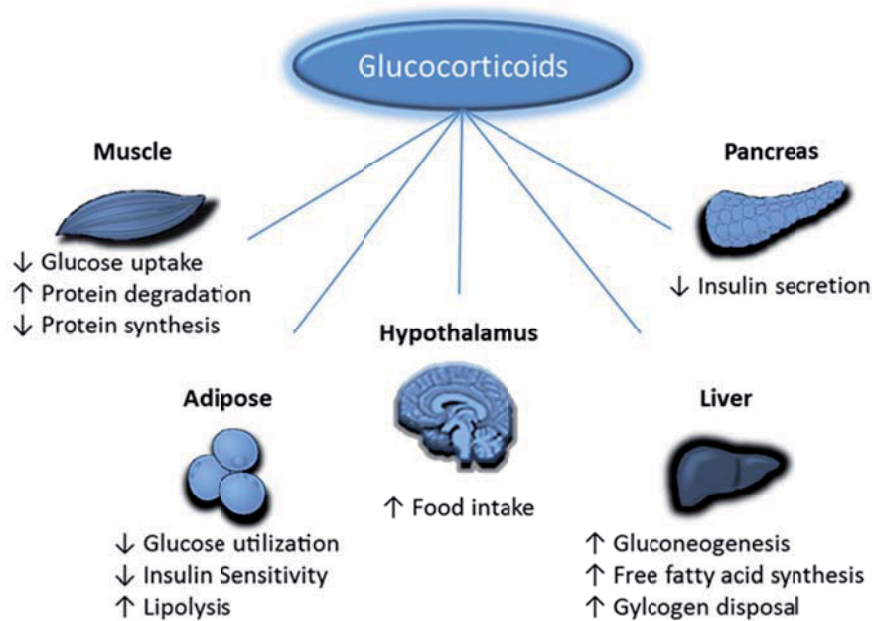 Glucocorticoids
Muscle
↓ Glucose uptake
↑ Protein degradation
↓ Protein synthesis
Pancreas
↓ Insulin secretion
Hypothalamus
↑ Food intake
Adipose
↓ Glucose utilization
↓ Insulin Sensitivity
↑ Lipolysis
Liver
↑ Gluconeogenesis
↑ Free fatty acid synthesis
↑ Gylcogen disposal